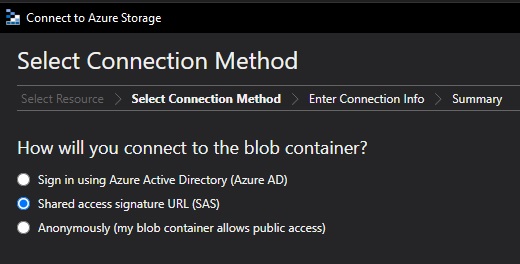 Connect to Azure Storage
Select Connection Method
Select Resource > Select Connection Method > Enter Connection Info > Summary
How will you connect to the blob container?
Sign in using Azure Active Directory (Azure AD)
Shared access signature URL (SAS)
Anonymously (my blob container allows public access)